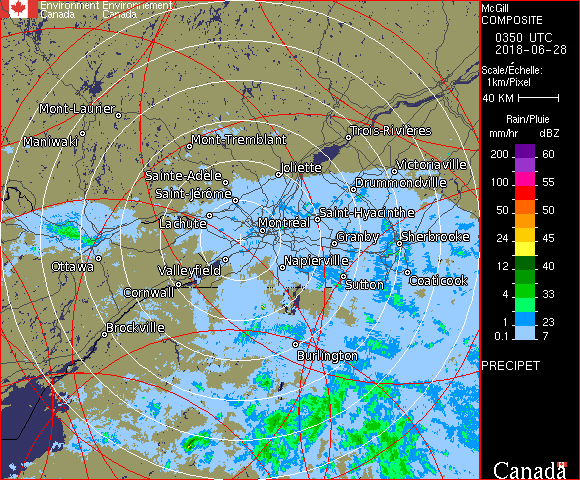 Environment Environnement
Canada Canada
McGill
COMPOSITE
0350 UTC
2018-06-28
Scale/Échelle:
1km/Pixel
40 KM
Rain/Pluie
mm/hr dBZ
200 60
100 55
50 50
24 45
12 40
4 33
1 23
0.1 7
PRECIPET
Canada
Mont-Laurier
Maniwaki
Mont-Tremblant
Trois-Rivières
Sainte-Adèle
Joliette
Victoriaville
Saint-Jérôme
Drummondville
Lachute
Montréal
Saint-Hyacinthe
Granby
Sherbrooke
Ottawa
Valleyfield
Napierville
Cornwall
Sutton
Coaticook
Brockville
Burlington